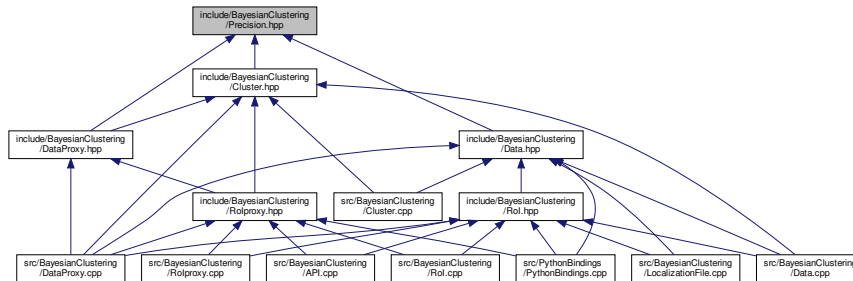 include/BayesianClustering
/Precision.hpp
include/BayesianClustering
/Cluster.hpp
include/BayesianClustering
/DataProxy.hpp
include/BayesianClustering
/Data.hpp
include/BayesianClustering
/RoIproxy.hpp
src/BayesianClustering
/Cluster.cpp
include/BayesianClustering
/RoI.hpp
src/BayesianClustering
/DataProxy.cpp
src/BayesianClustering
/RoIproxy.cpp
src/BayesianClustering
/API.cpp
src/BayesianClustering
/RoI.cpp
src/PythonBindings
/PythonBindings.cpp
src/BayesianClustering
/LocalizationFile.cpp
src/BayesianClustering
/Data.cpp